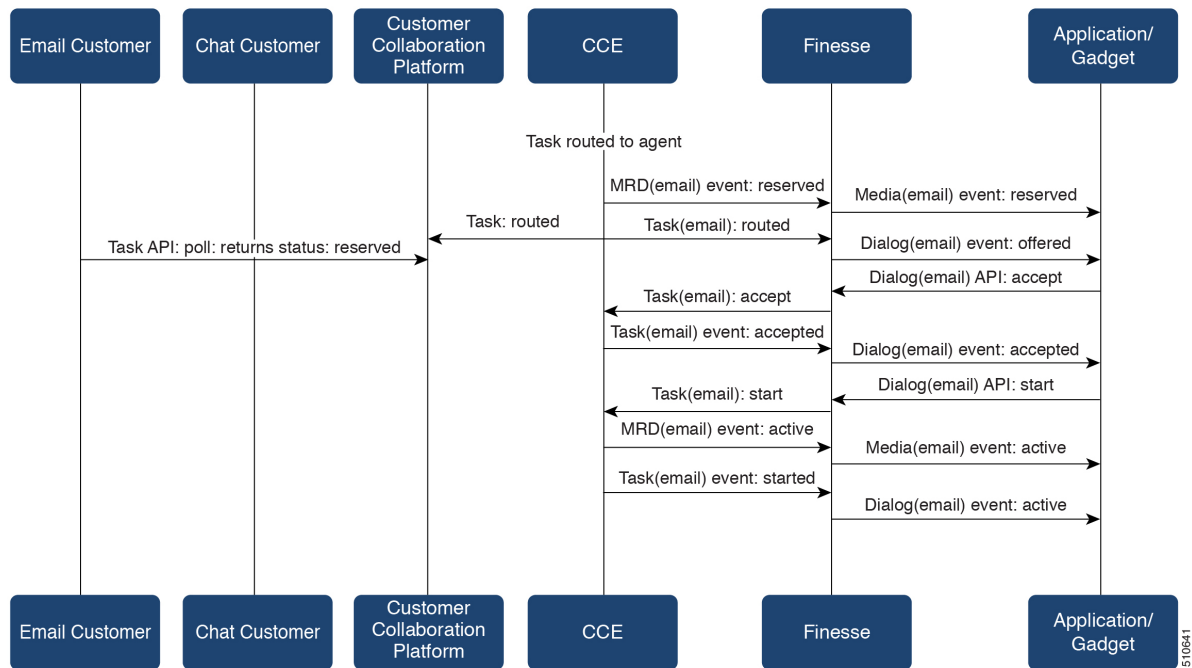 Email Customer
Chat Customer
Customer
Collaboration
Platform
CCE
Finesse
Application/
Gadget
Task routed to agent
MRD(email) event: reserved
Media(email) event: reserved
Task: routed
Task(email): routed
Task API: poll: returns status: reserved
Dialog(email) event: offered
Dialog(email) API: accept
Task(email): accept
Task(email) event: accepted
Dialog(email) event: accepted
Dialog(email) API: start
Task(email): start
MRD(email) event: active
Media(email) event: active
Task(email) event: started
Dialog(email) event: active
Email Customer
Chat Customer
Customer
Collaboration
Platform
CCE
Finesse
Application/
Gadget
510641